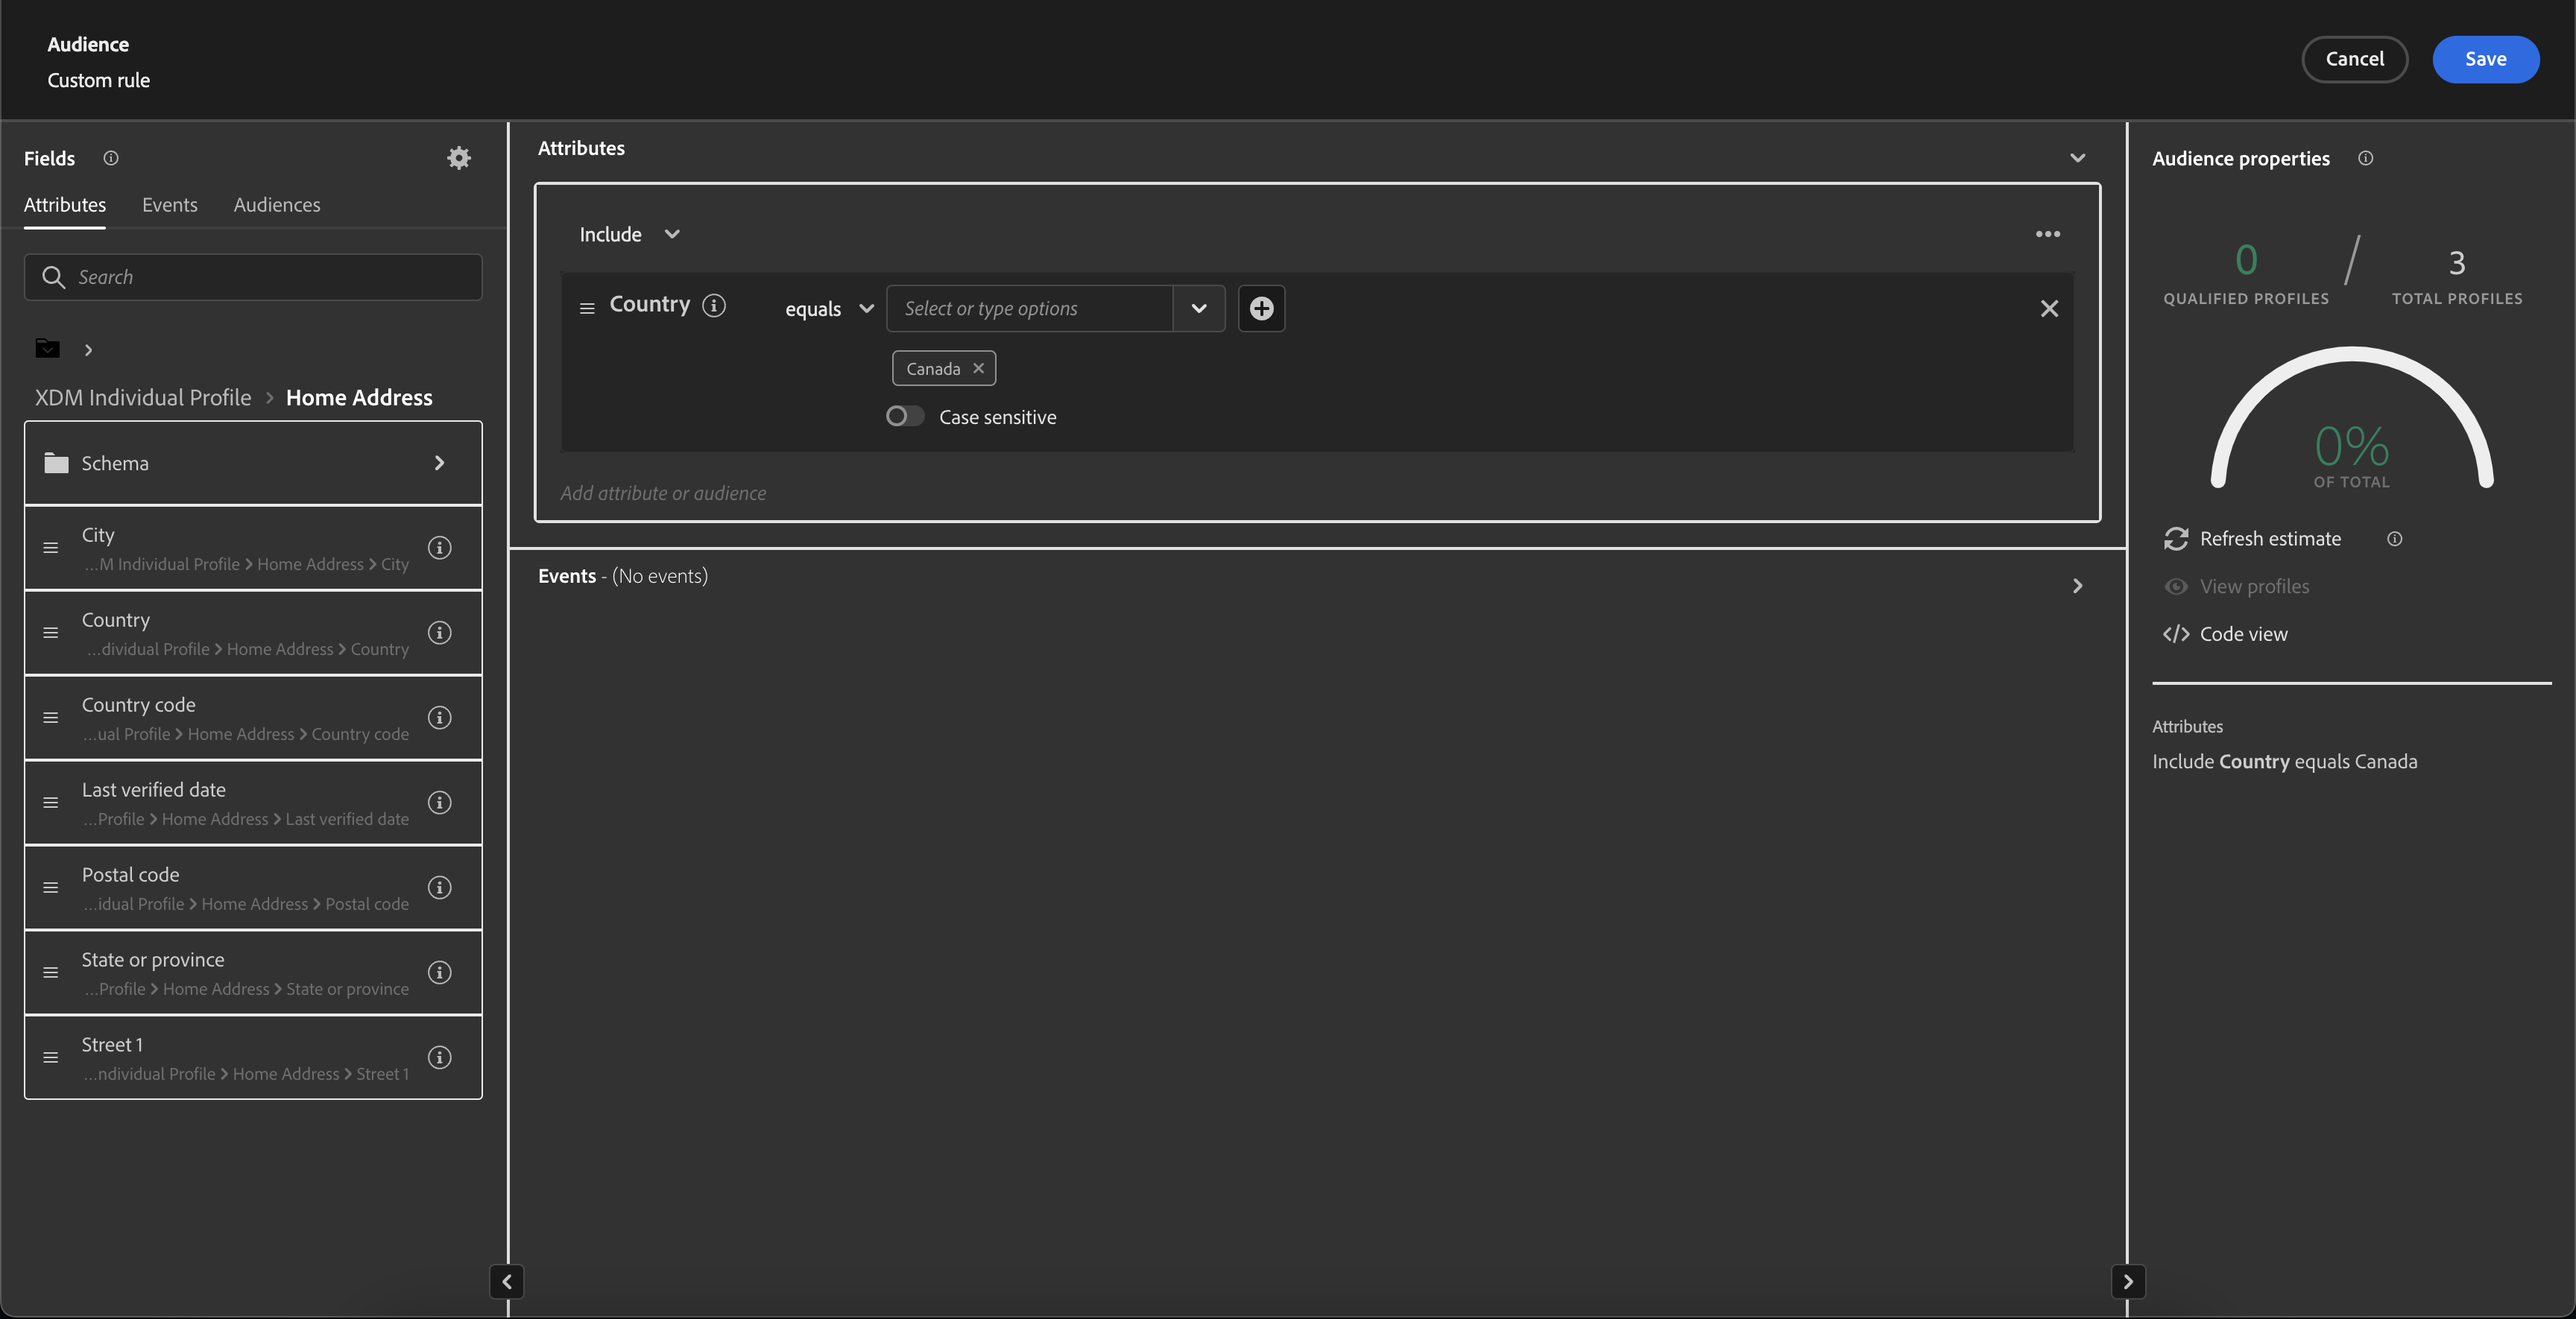 Audience
Custom rule
Cancel
Save
Fields
Attributes Events Audiences
Search
XDM Individual Profile > Home Address
Schema
City
...M Individual Profile > Home Address > City
Country
...dividual Profile > Home Address > Country
Country code
...ual Profile > Home Address > Country code
Last verified date
...Profile > Home Address > Last verified date
Postal code
...idual Profile > Home Address > Postal code
State or province
...Profile > Home Address > State or province
Street 1
...ndividual Profile > Home Address > Street 1
Attributes
Include
Country equals Select or type options
Canada
Case sensitive
Add attribute or audience
Events - (No events)
Audience properties
0 / 3
QUALIFIED PROFILES TOTAL PROFILES
0%
OF TOTAL
Refresh estimate
View profiles
Code view
Attributes
Include Country equals Canada